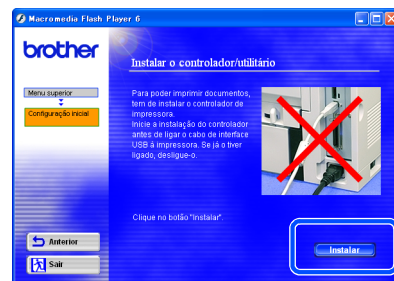 Macromedia Flash Player 6
brother
Instalar o controlador/utilitário
Menu superior
Configuração inicial
Para poder imprimir documentos,
tem de instalar o controlador de
impressora.
Inicie a instalação do controlador
antes de ligar o cabo de interface
USB à impressora. Se já o tiver
ligado, desligue-o.
Clique no botão "Instalar".
Anterior
Sair
Instalar